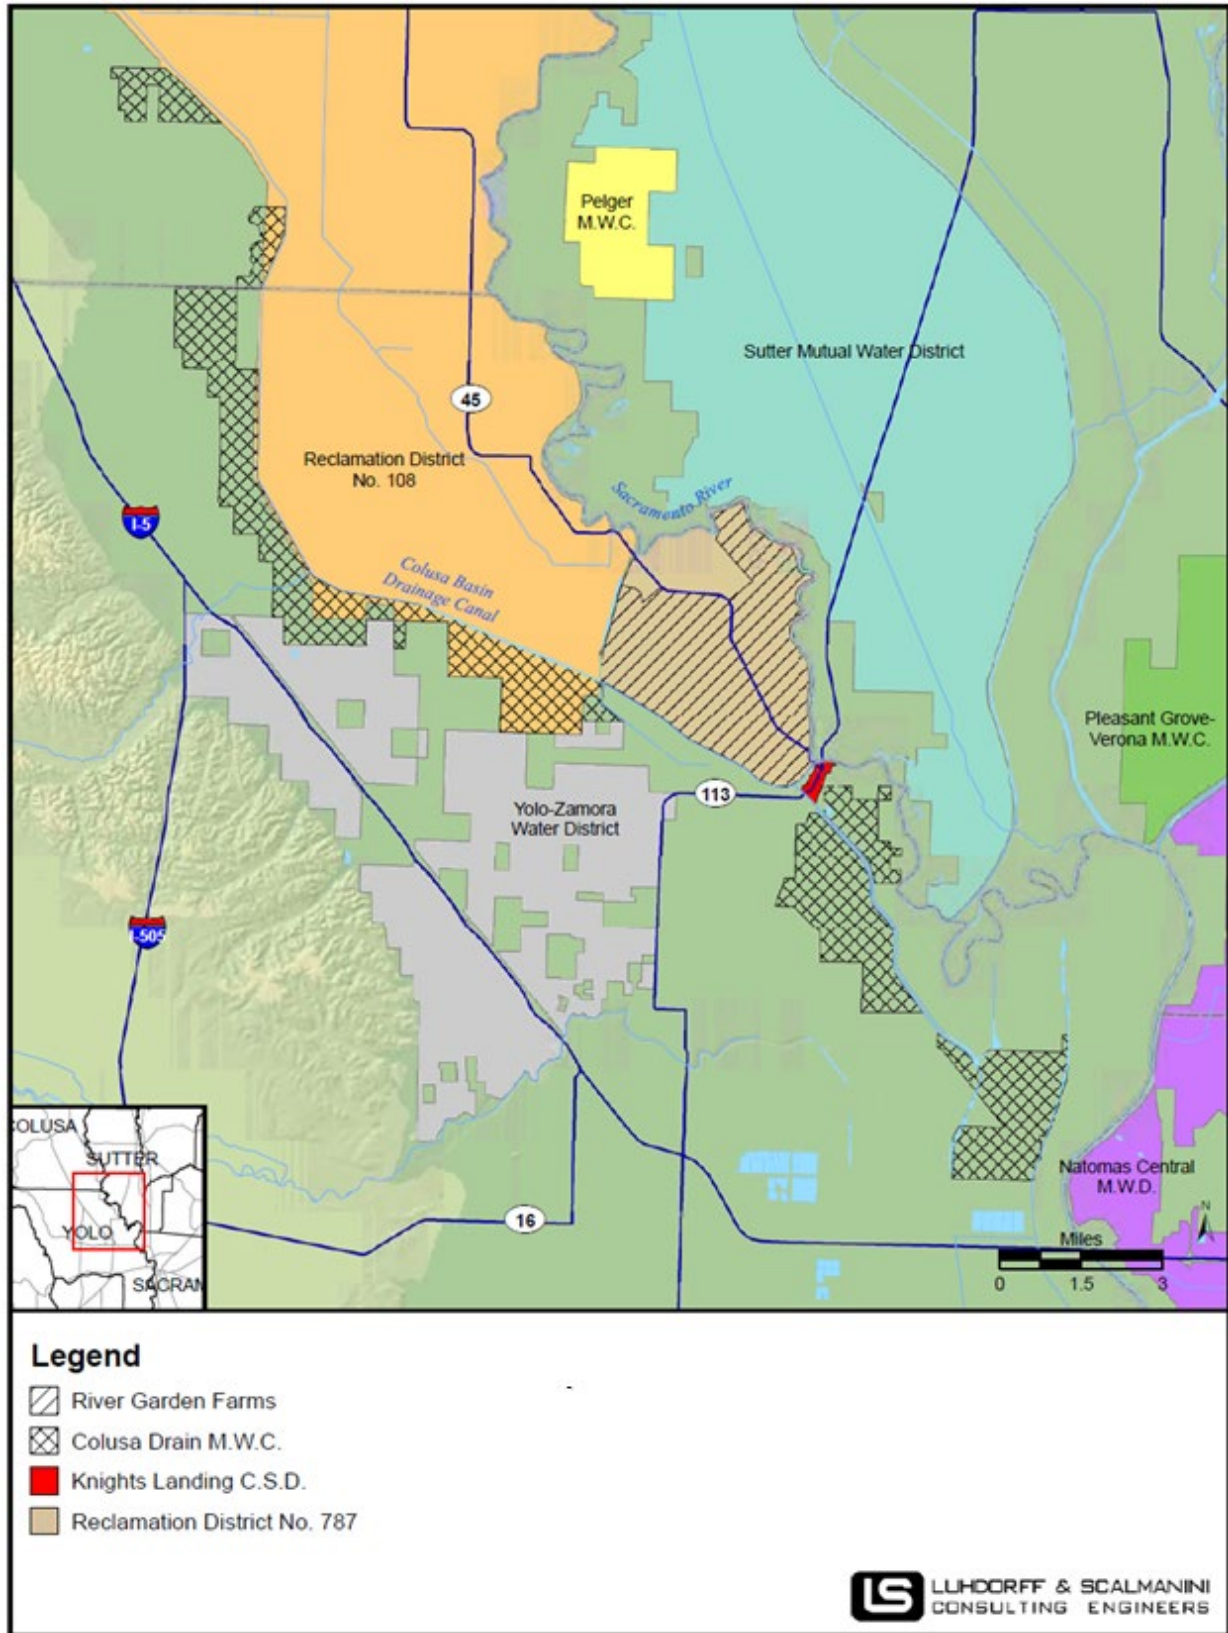 Pelger
M.W.C.
Sutter Mutual Water District
45
Reclamation District
No. 108
Sacramento River
I-5
Colusa Basin
Drainage Canal
Pleasant Grove-
Verona M.W.C.
113
Yolo-Zamora
Water District
I-505
COLUSA
SUTTER
YOLO
SACRAM
Natomas Central
M.W.D.
16
N
Miles
0 1.5 3
Legend
River Garden Farms
Colusa Drain M.W.C.
Knights Landing C.S.D.
Reclamation District No. 787
LS
LUHDORFF & SCALMANINI
CONSULTING ENGINEERS